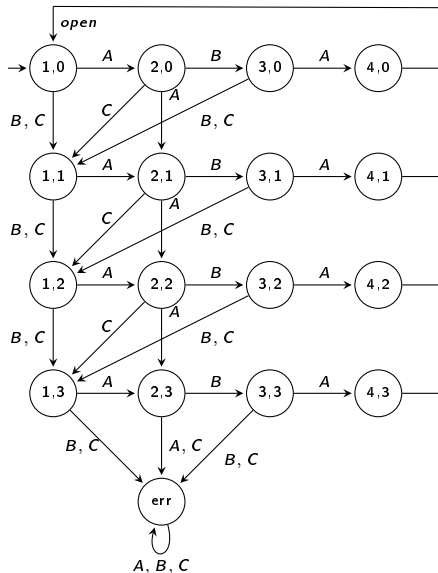 open
A B A
1,0 2,0 3,0 4,0
B, C C A B, C
A B A
1,1 2,1 3,1 4,1
B, C C A B, C
A B A
1,2 2,2 3,2 4,2
B, C C A B, C
A B A
1,3 2,3 3,3 4,3
B, C A, C B, C
err
A, B, C